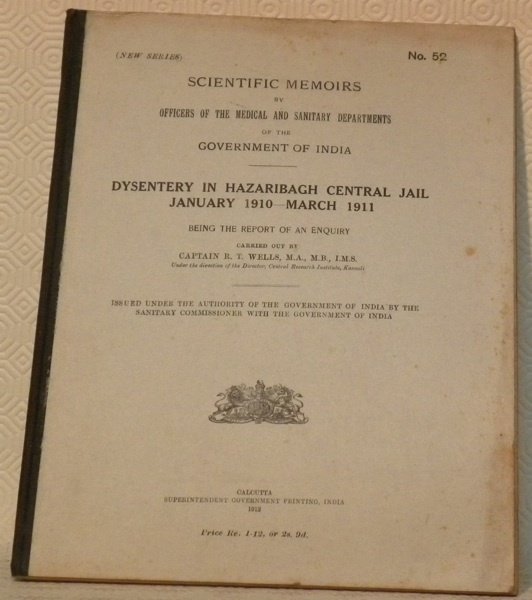 (NEW SERIES) No. 52
SCIENTIFIC MEMOIRS
BY
OFFICERS OF THE MEDICAL AND SANITARY DEPARTMENTS
OF THE
GOVERNMENT OF INDIA
DYSENTERY IN HAZARIBAGH CENTRAL JAIL
JANUARY 1910—MARCH 1911
BEING THE REPORT OF AN ENQUIRY
CARRIED OUT BY
CAPTAIN R. T. WELLS, M.A., M.B., I.M.S.
Under the direction of the Director, Central Research Institute, Kasauli
ISSUED UNDER THE AUTHORITY OF THE GOVERNMENT OF INDIA BY THE
SANITARY COMMISSIONER WITH THE GOVERNMENT OF INDIA
CALCUTTA
SUPERINTENDENT GOVERNMENT PRINTING, INDIA
1912
Price Re. 1-12, or 2s. 9d.